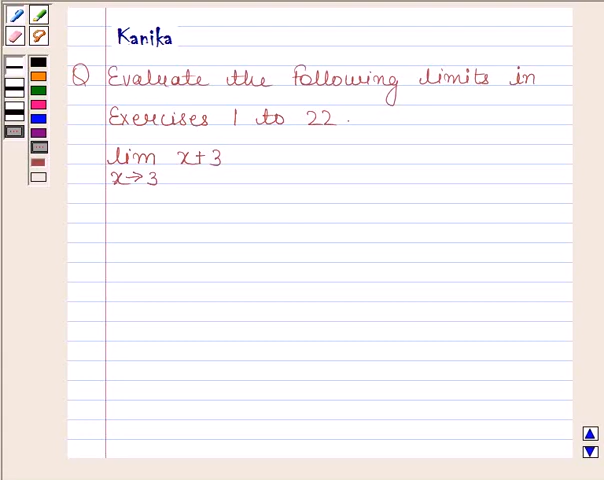 Kanika
Q Evaluate the following limits in
Exercises 1 to 22.
lim x+3
x→3